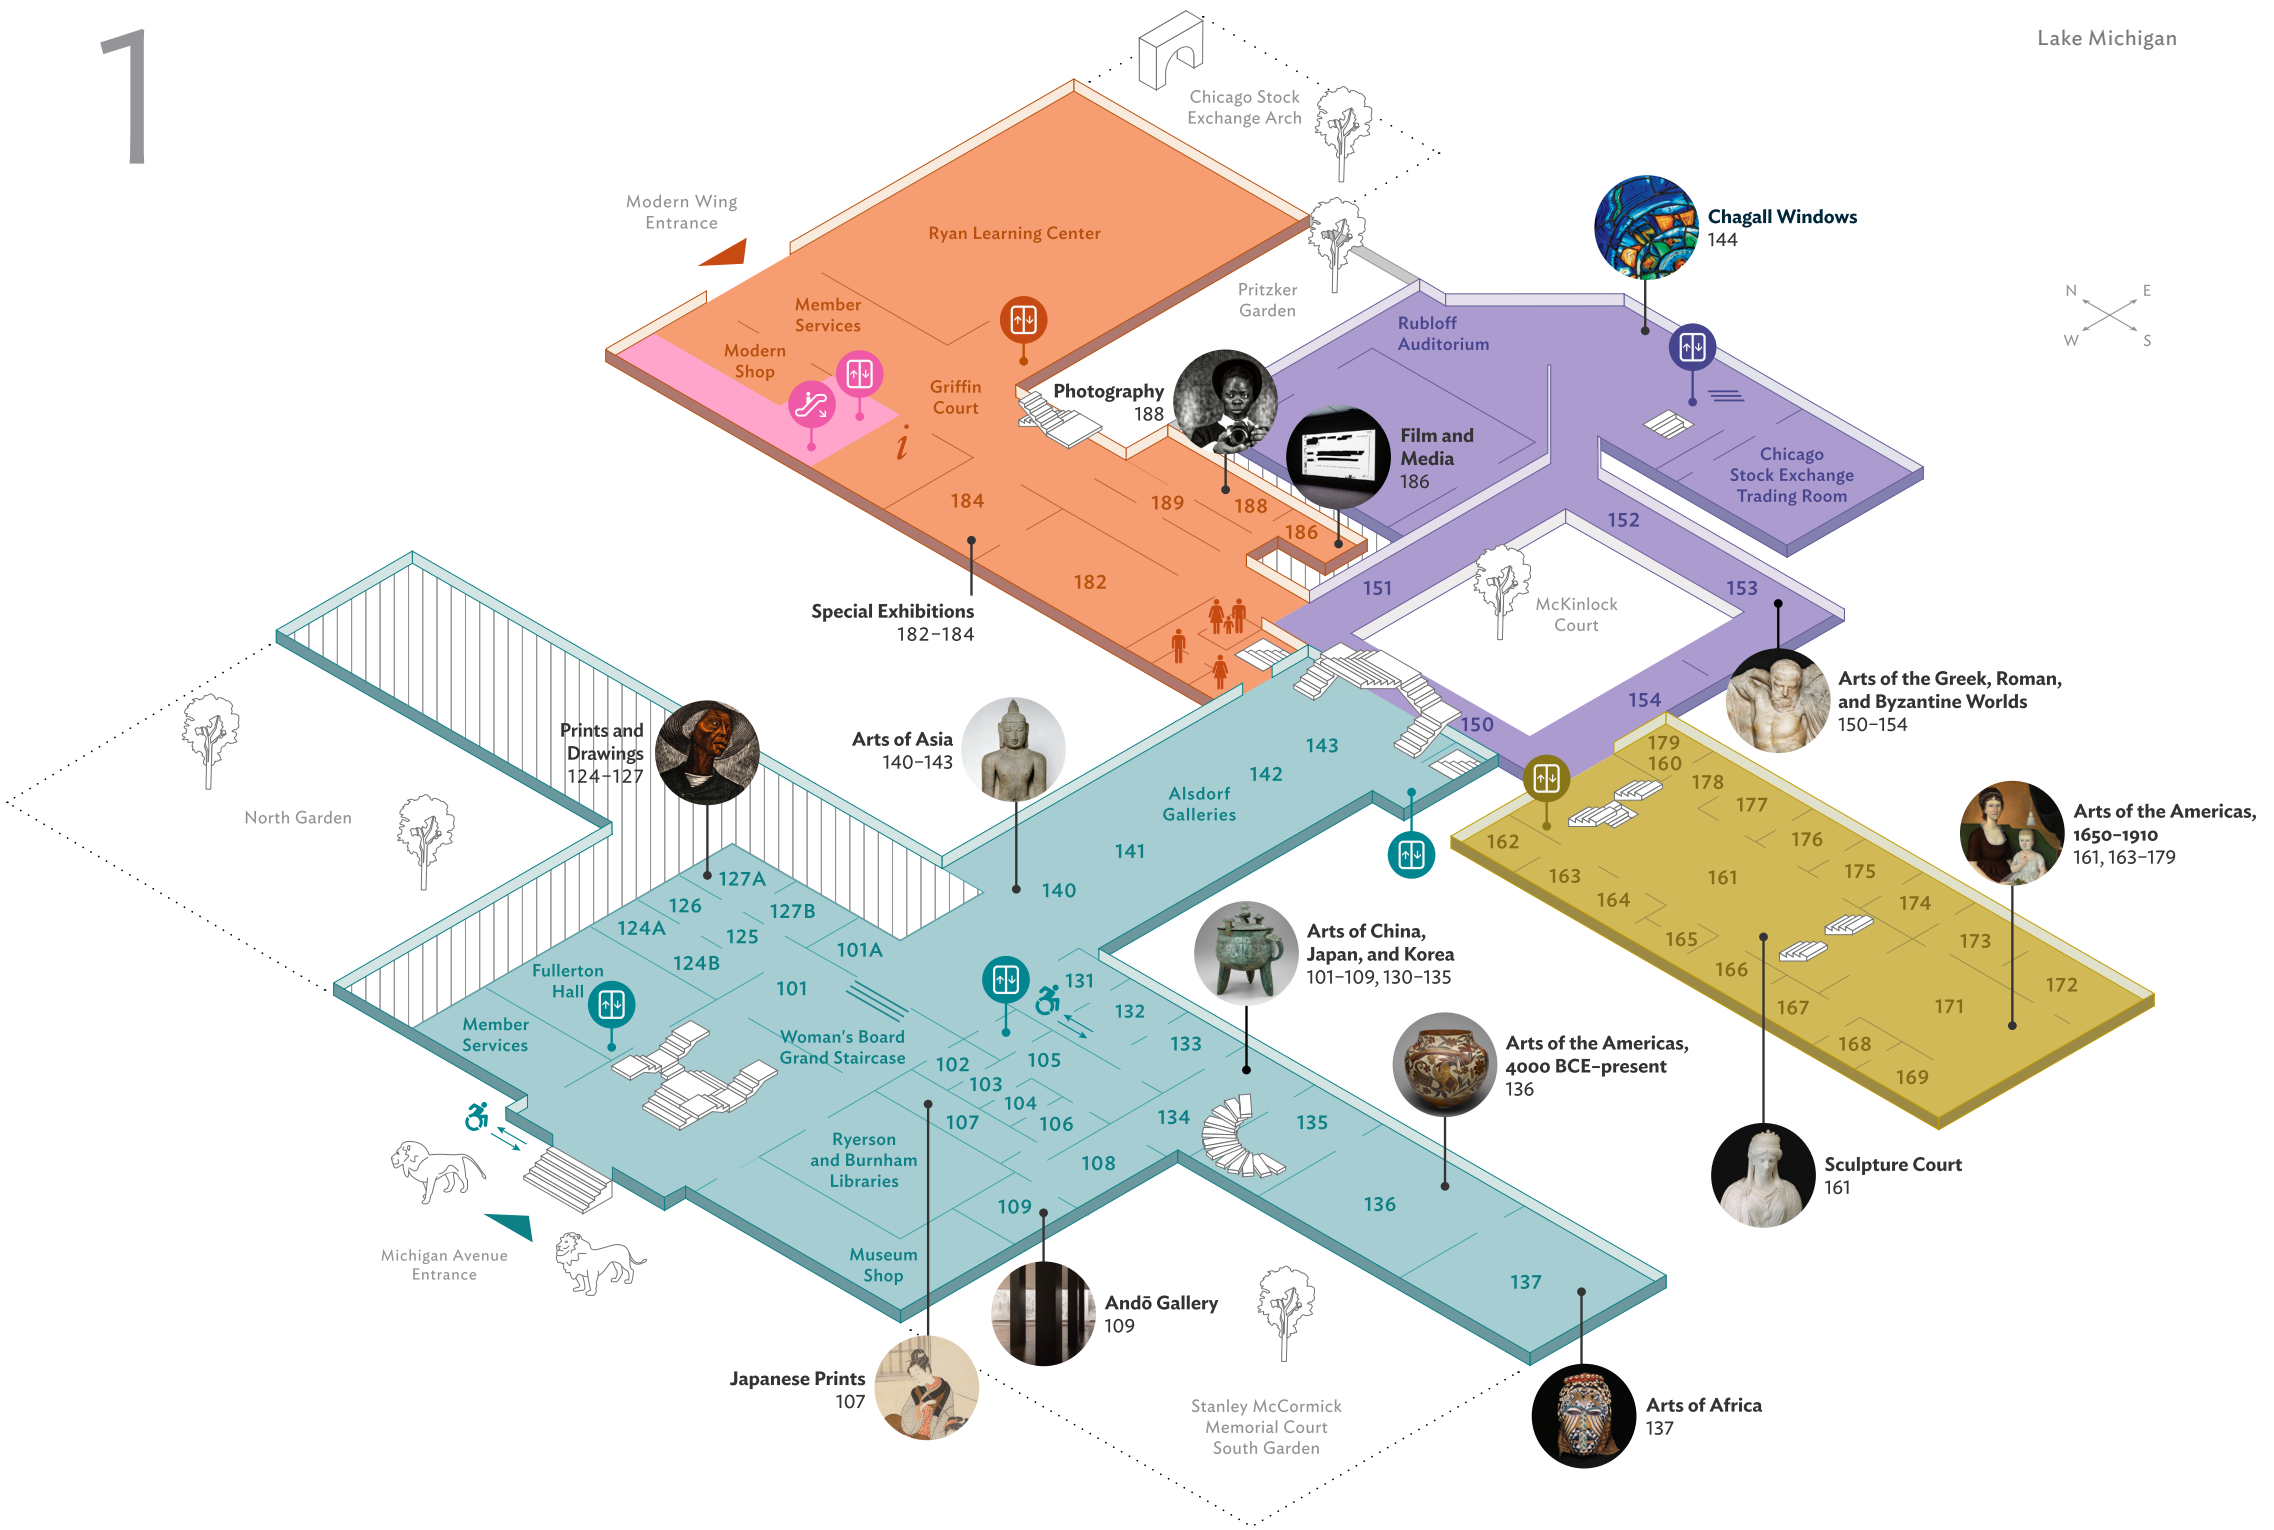 1
Lake Michigan
Chicago Stock
Exchange Arch
Modern Wing
Entrance
Ryan Learning Center
Chagall Windows
144
N
E
W
S
Pritzker
Garden
Member
Services
Modern
Shop
Griffin
Court
i
Rubloff
Auditorium
Photography
188
Film and
Media
186
Chicago
Stock Exchange
Trading Room
184
189
188
186
182
152
151
153
McKinlock
Court
154
150
Special Exhibitions
182–184
Arts of the Greek, Roman,
and Byzantine Worlds
150–154
Prints and
Drawings
124–127
Arts of Asia
140–143
143
142
Alsdorf
Galleries
141
140
North Garden
179
160
178
177
176
175
174
173
172
171
162
163
164
161
165
166
167
168
169
Arts of the Americas,
1650–1910
161, 163–179
127A
126
127B
124A
125
101A
124B
Fullerton
Hall
101
Member
Services
Woman's Board
Grand Staircase
131
132
133
102
105
103
104
107
106
134
135
108
109
136
137
Ryerson
and Burnham
Libraries
Museum
Shop
Arts of China,
Japan, and Korea
101–109, 130–135
Arts of the Americas,
4000 BCE–present
136
Sculpture Court
161
Michigan Avenue
Entrance
Andō Gallery
109
Japanese Prints
107
Stanley McCormick
Memorial Court
South Garden
Arts of Africa
137